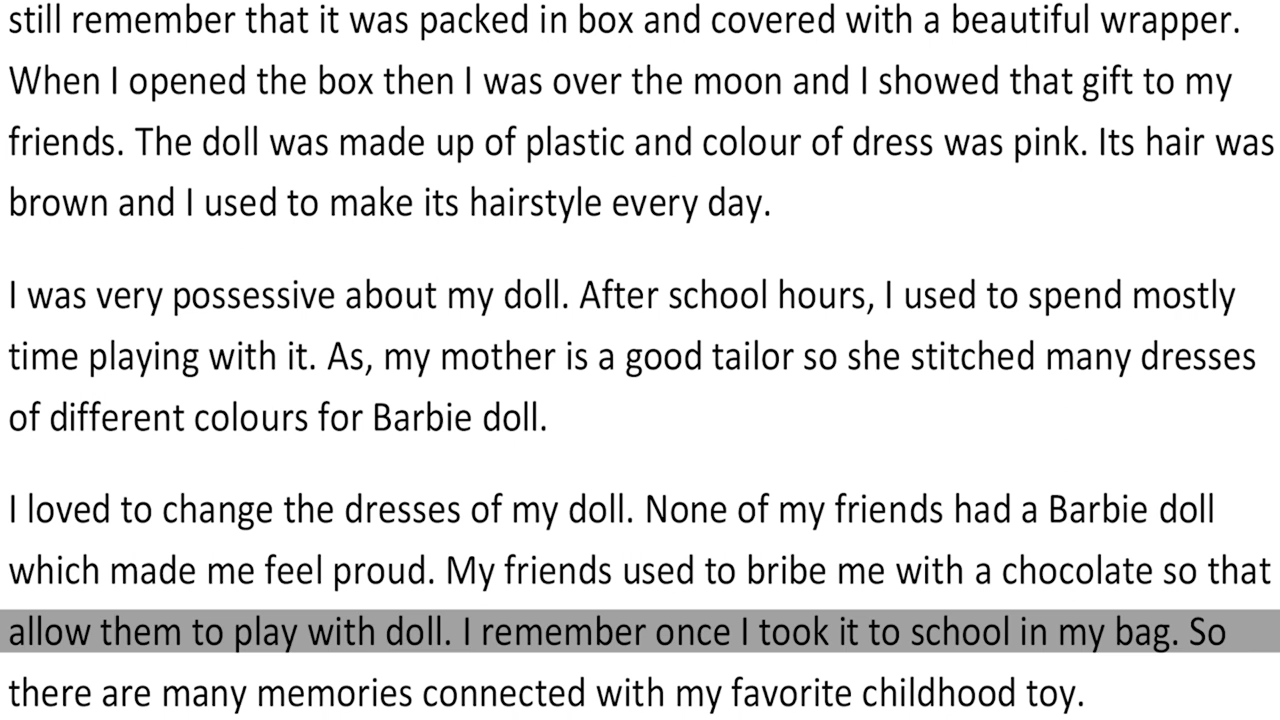 still remember that it was packed in box and covered with a beautiful wrapper.
When I opened the box then I was over the moon and I showed that gift to my
friends. The doll was made up of plastic and colour of dress was pink. Its hair was
brown and I used to make its hairstyle every day.
I was very possessive about my doll. After school hours, I used to spend mostly
time playing with it. As, my mother is a good tailor so she stitched many dresses
of different colours for Barbie doll.
I loved to change the dresses of my doll. None of my friends had a Barbie doll
which made me feel proud. My friends used to bribe me with a chocolate so that
allow them to play with doll. I remember once I took it to school in my bag. So
there are many memories connected with my favorite childhood toy.